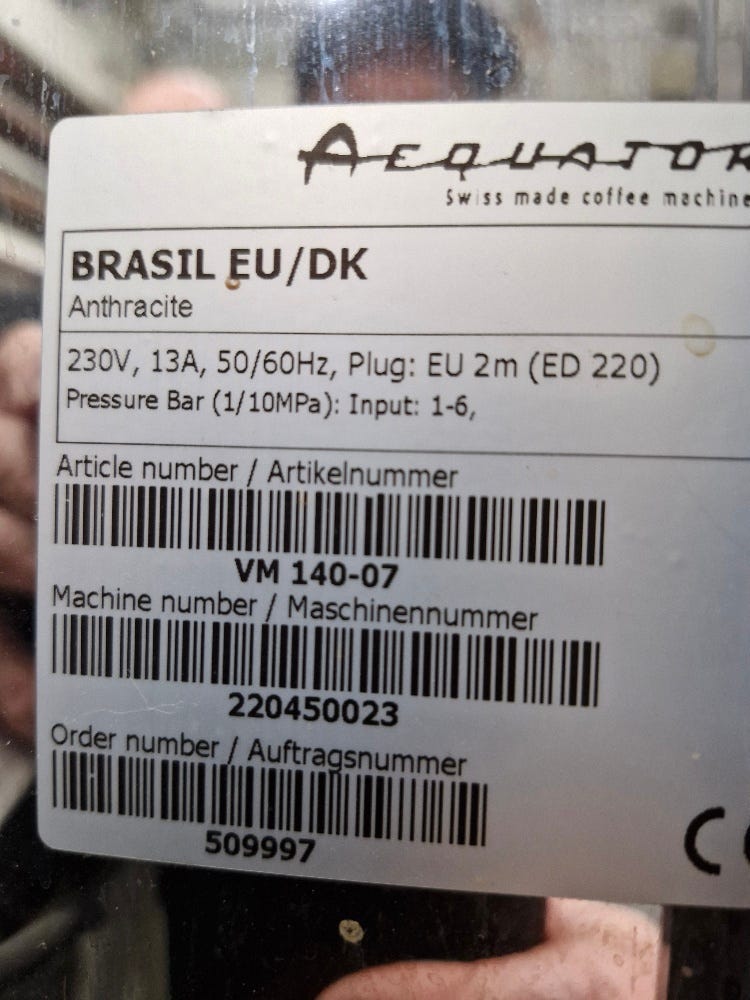 AEQUATOR
Swiss made coffee machine
BRASIL EU/DK
Anthracite
230V, 13A, 50/60Hz, Plug: EU 2m (ED 220)
Pressure Bar (1/10MPa): Input: 1-6,
Article number / Artikelnummer
VM 140-07
Machine number / Maschinennummer
220450023
Order number / Auftragsnummer
509997
C